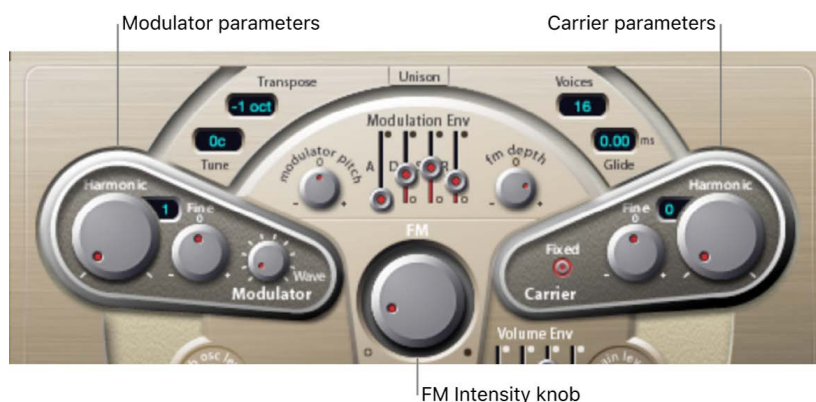 Modulator parameters
Carrier parameters
Transpose
Unison
Voices
-1 oct
16
Modulation Env
0c
0.00 ms
Tune
Glide
modulator pitch
0
- +
A D S R
fm depth
0
- +
Harmonic
1
Fine
0
- +
Wave
Modulator
FM
Harmonic
0
Fine
0
- +
Fixed
Carrier
Volume Env
FM Intensity knob